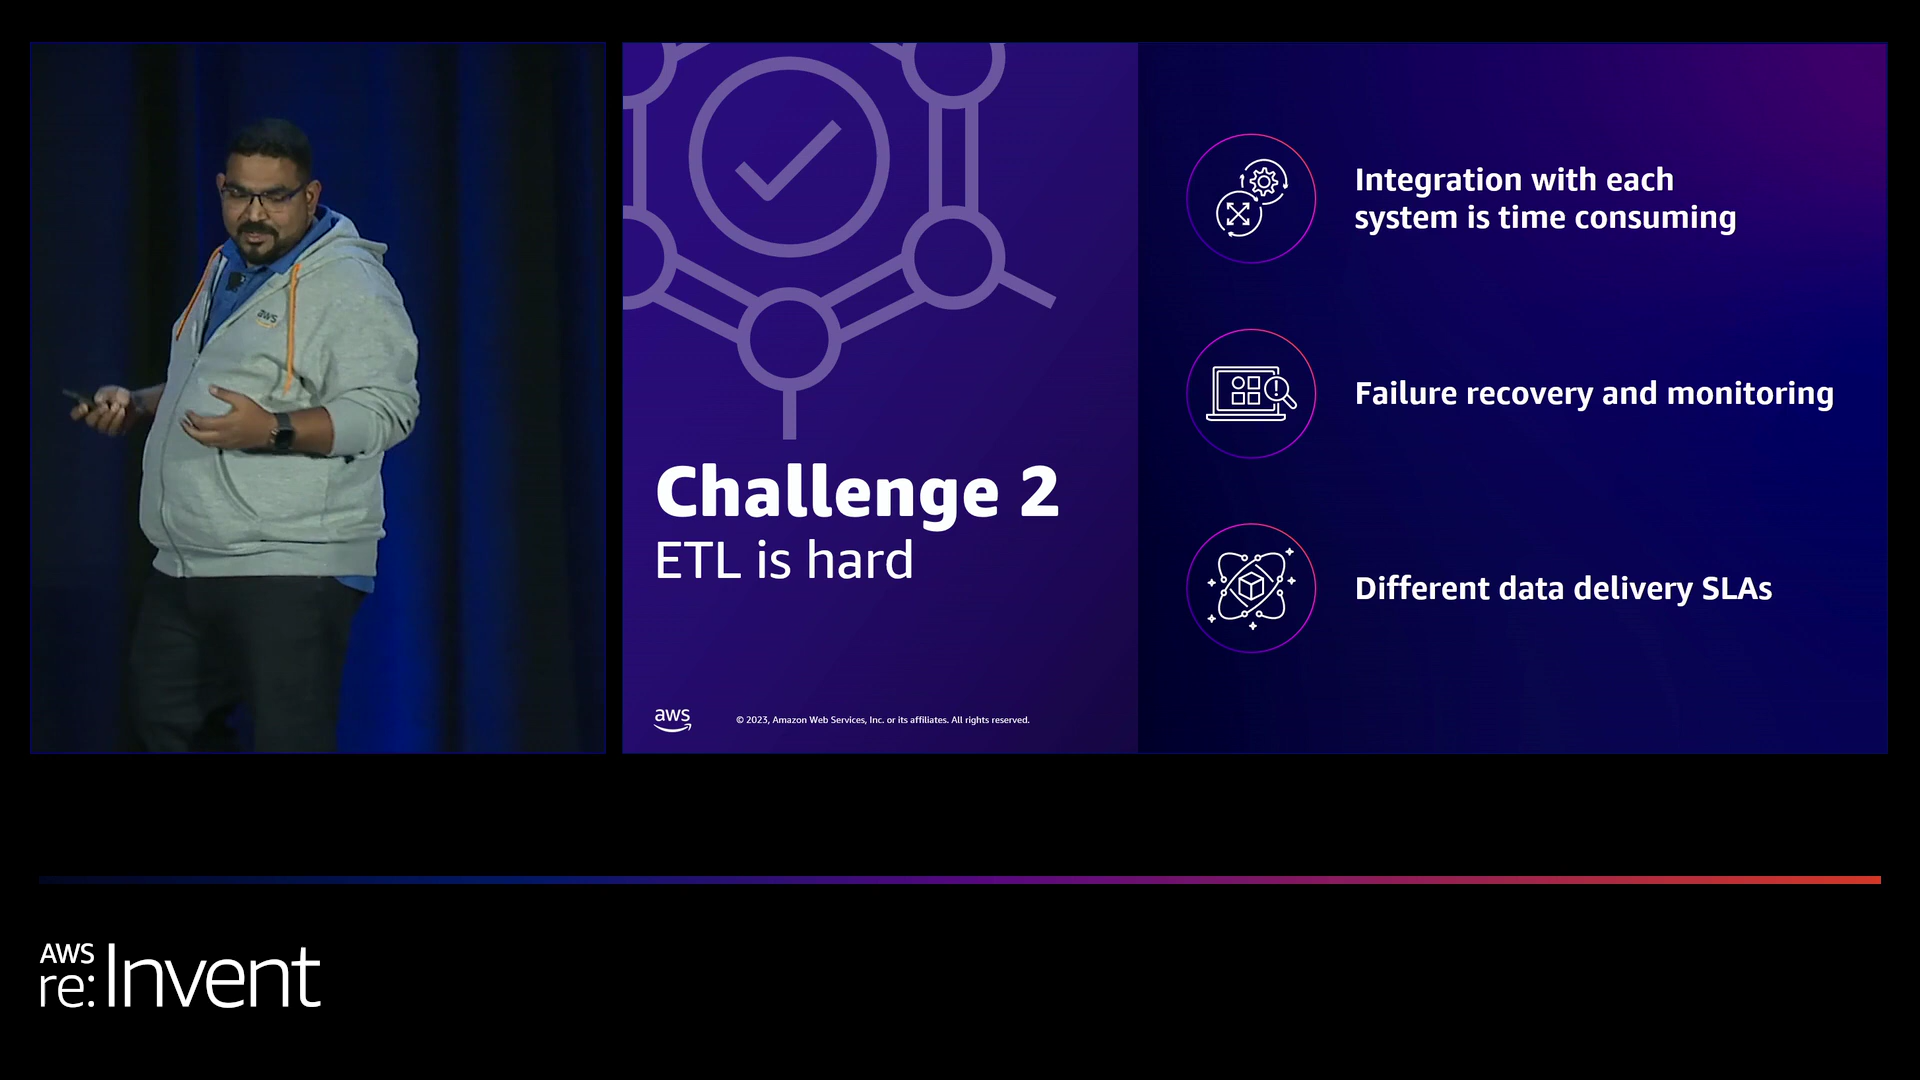 aws
Challenge 2
ETL is hard
aws
© 2023, Amazon Web Services, Inc. or its affiliates. All rights reserved.
Integration with each
system is time consuming
Failure recovery and monitoring
Different data delivery SLAs
AWS
re:Invent